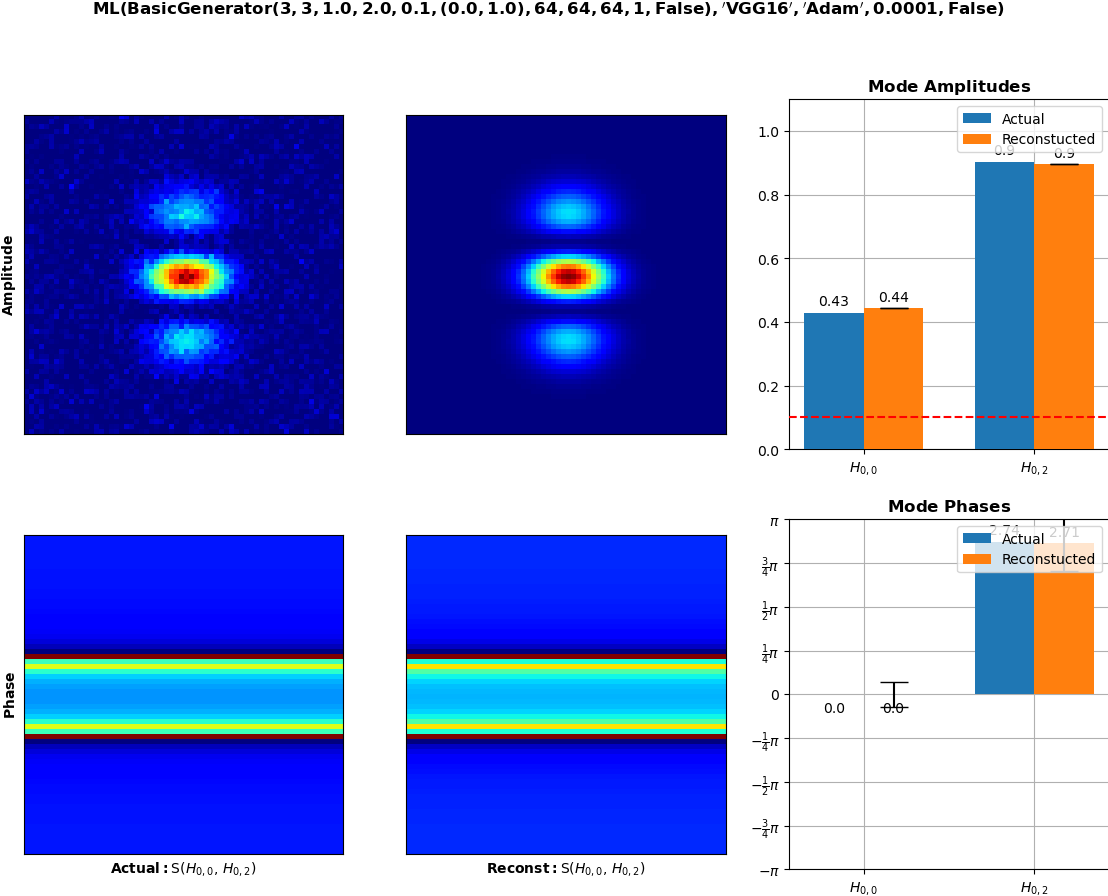 ML(BasicGenerator(3, 3, 1.0, 2.0, 0.1, (0.0, 1.0), 64, 64, 64, 1, False), ′VGG16′, ′Adam′, 0.0001, False)
Amplitude
Mode Amplitudes
Actual
Reconstucted
1.0
0.8
0.6
0.4
0.2
0.0
0.43
0.44
0.9
0.9
H0,0
H0,2
Phase
Actual: S(H0,0, H0,2)
Reconst: S(H0,0, H0,2)
Mode Phases
Actual
Reconstucted
π
3/4π
1/2π
1/4π
0
−1/4π
−1/2π
−3/4π
−π
0.0
0.0
2.74
2.71
H0,0
H0,2